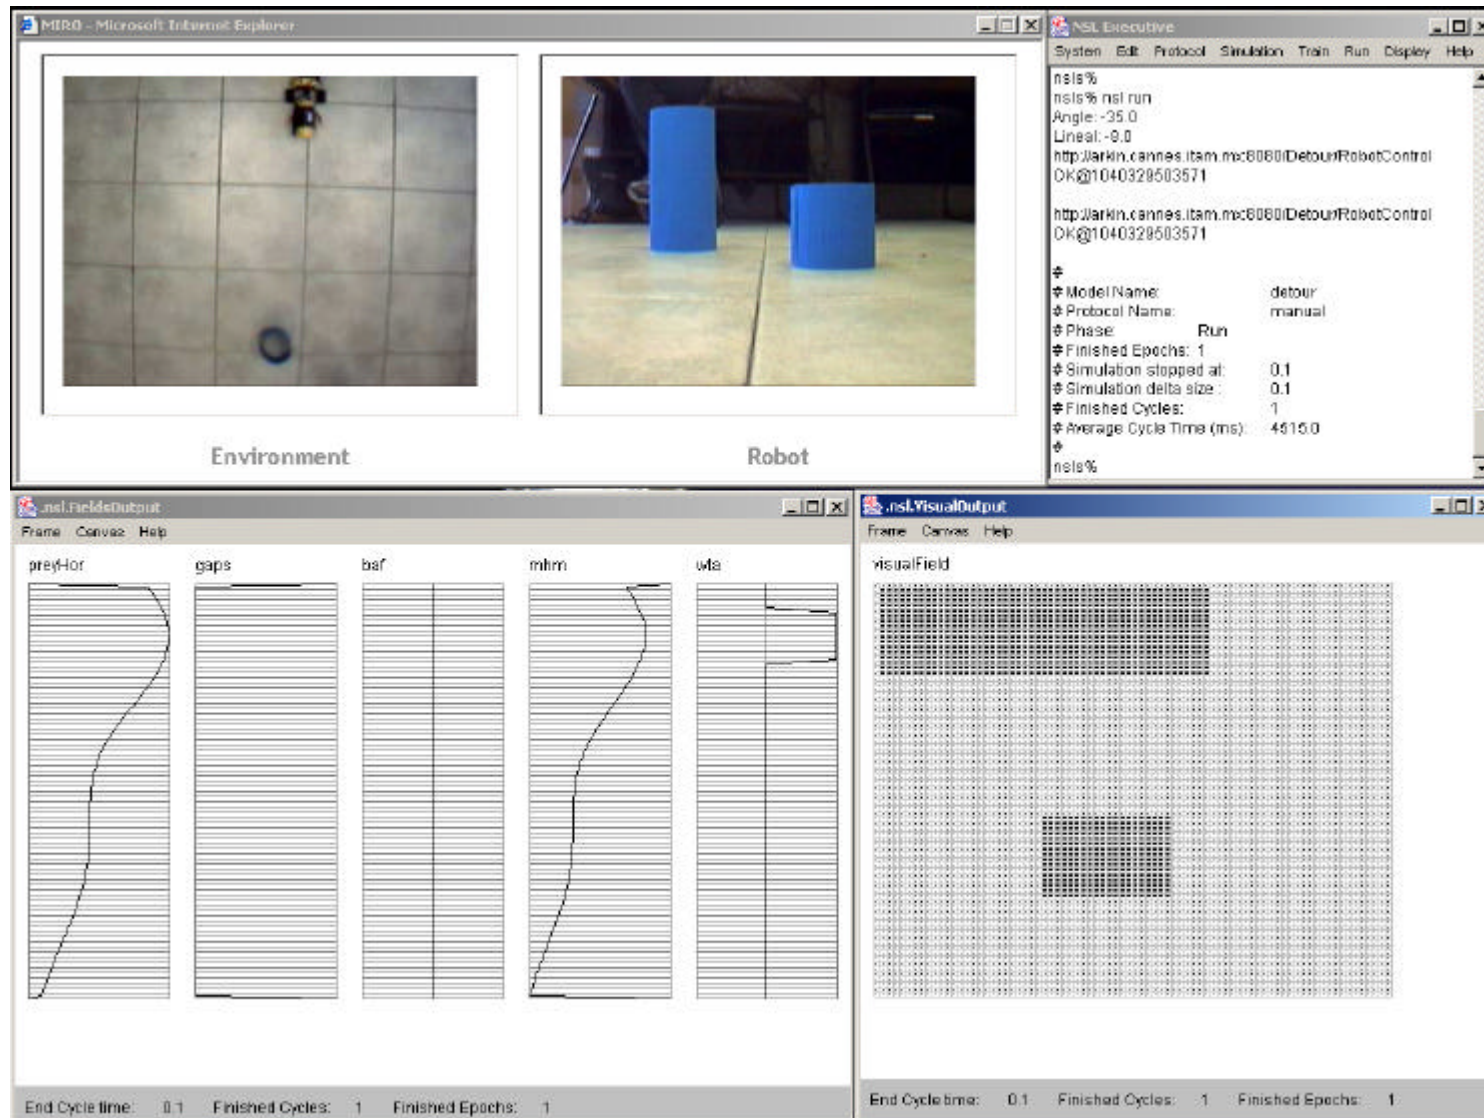 MIRO - Microsoft Internet Explorer
Environment
Robot
NSL Executive
System Edit Protocol Simulation Train Run Display Help
nsls%
nsls% nsl run
Angle: -35.0
Lineal: -9.0
http://arkin.cannes.itam.mx:8080/Detour/RobotControl
OK@1040329503571
http://arkin.cannes.itam.mx:8080/Detour/RobotControl
OK@1040329503571
#
# Model Name: detour
# Protocol Name: manual
# Phase: Run
# Finished Epochs: 1
# Simulation stopped at: 0.1
# Simulation delta size : 0.1
# Finished Cycles: 1
# Average Cycle Time (ms): 4515.0
#
nsls%
.nsl.FieldsOutput
Frame Canvas Help
preyHor gaps baf mhm wta
End Cycle time: 0.1 Finished Cycles: 1 Finished Epochs: 1
.nsl.VisualOutput
Frame Canvas Help
visualField
End Cycle time: 0.1 Finished Cycles: 1 Finished Epochs: 1